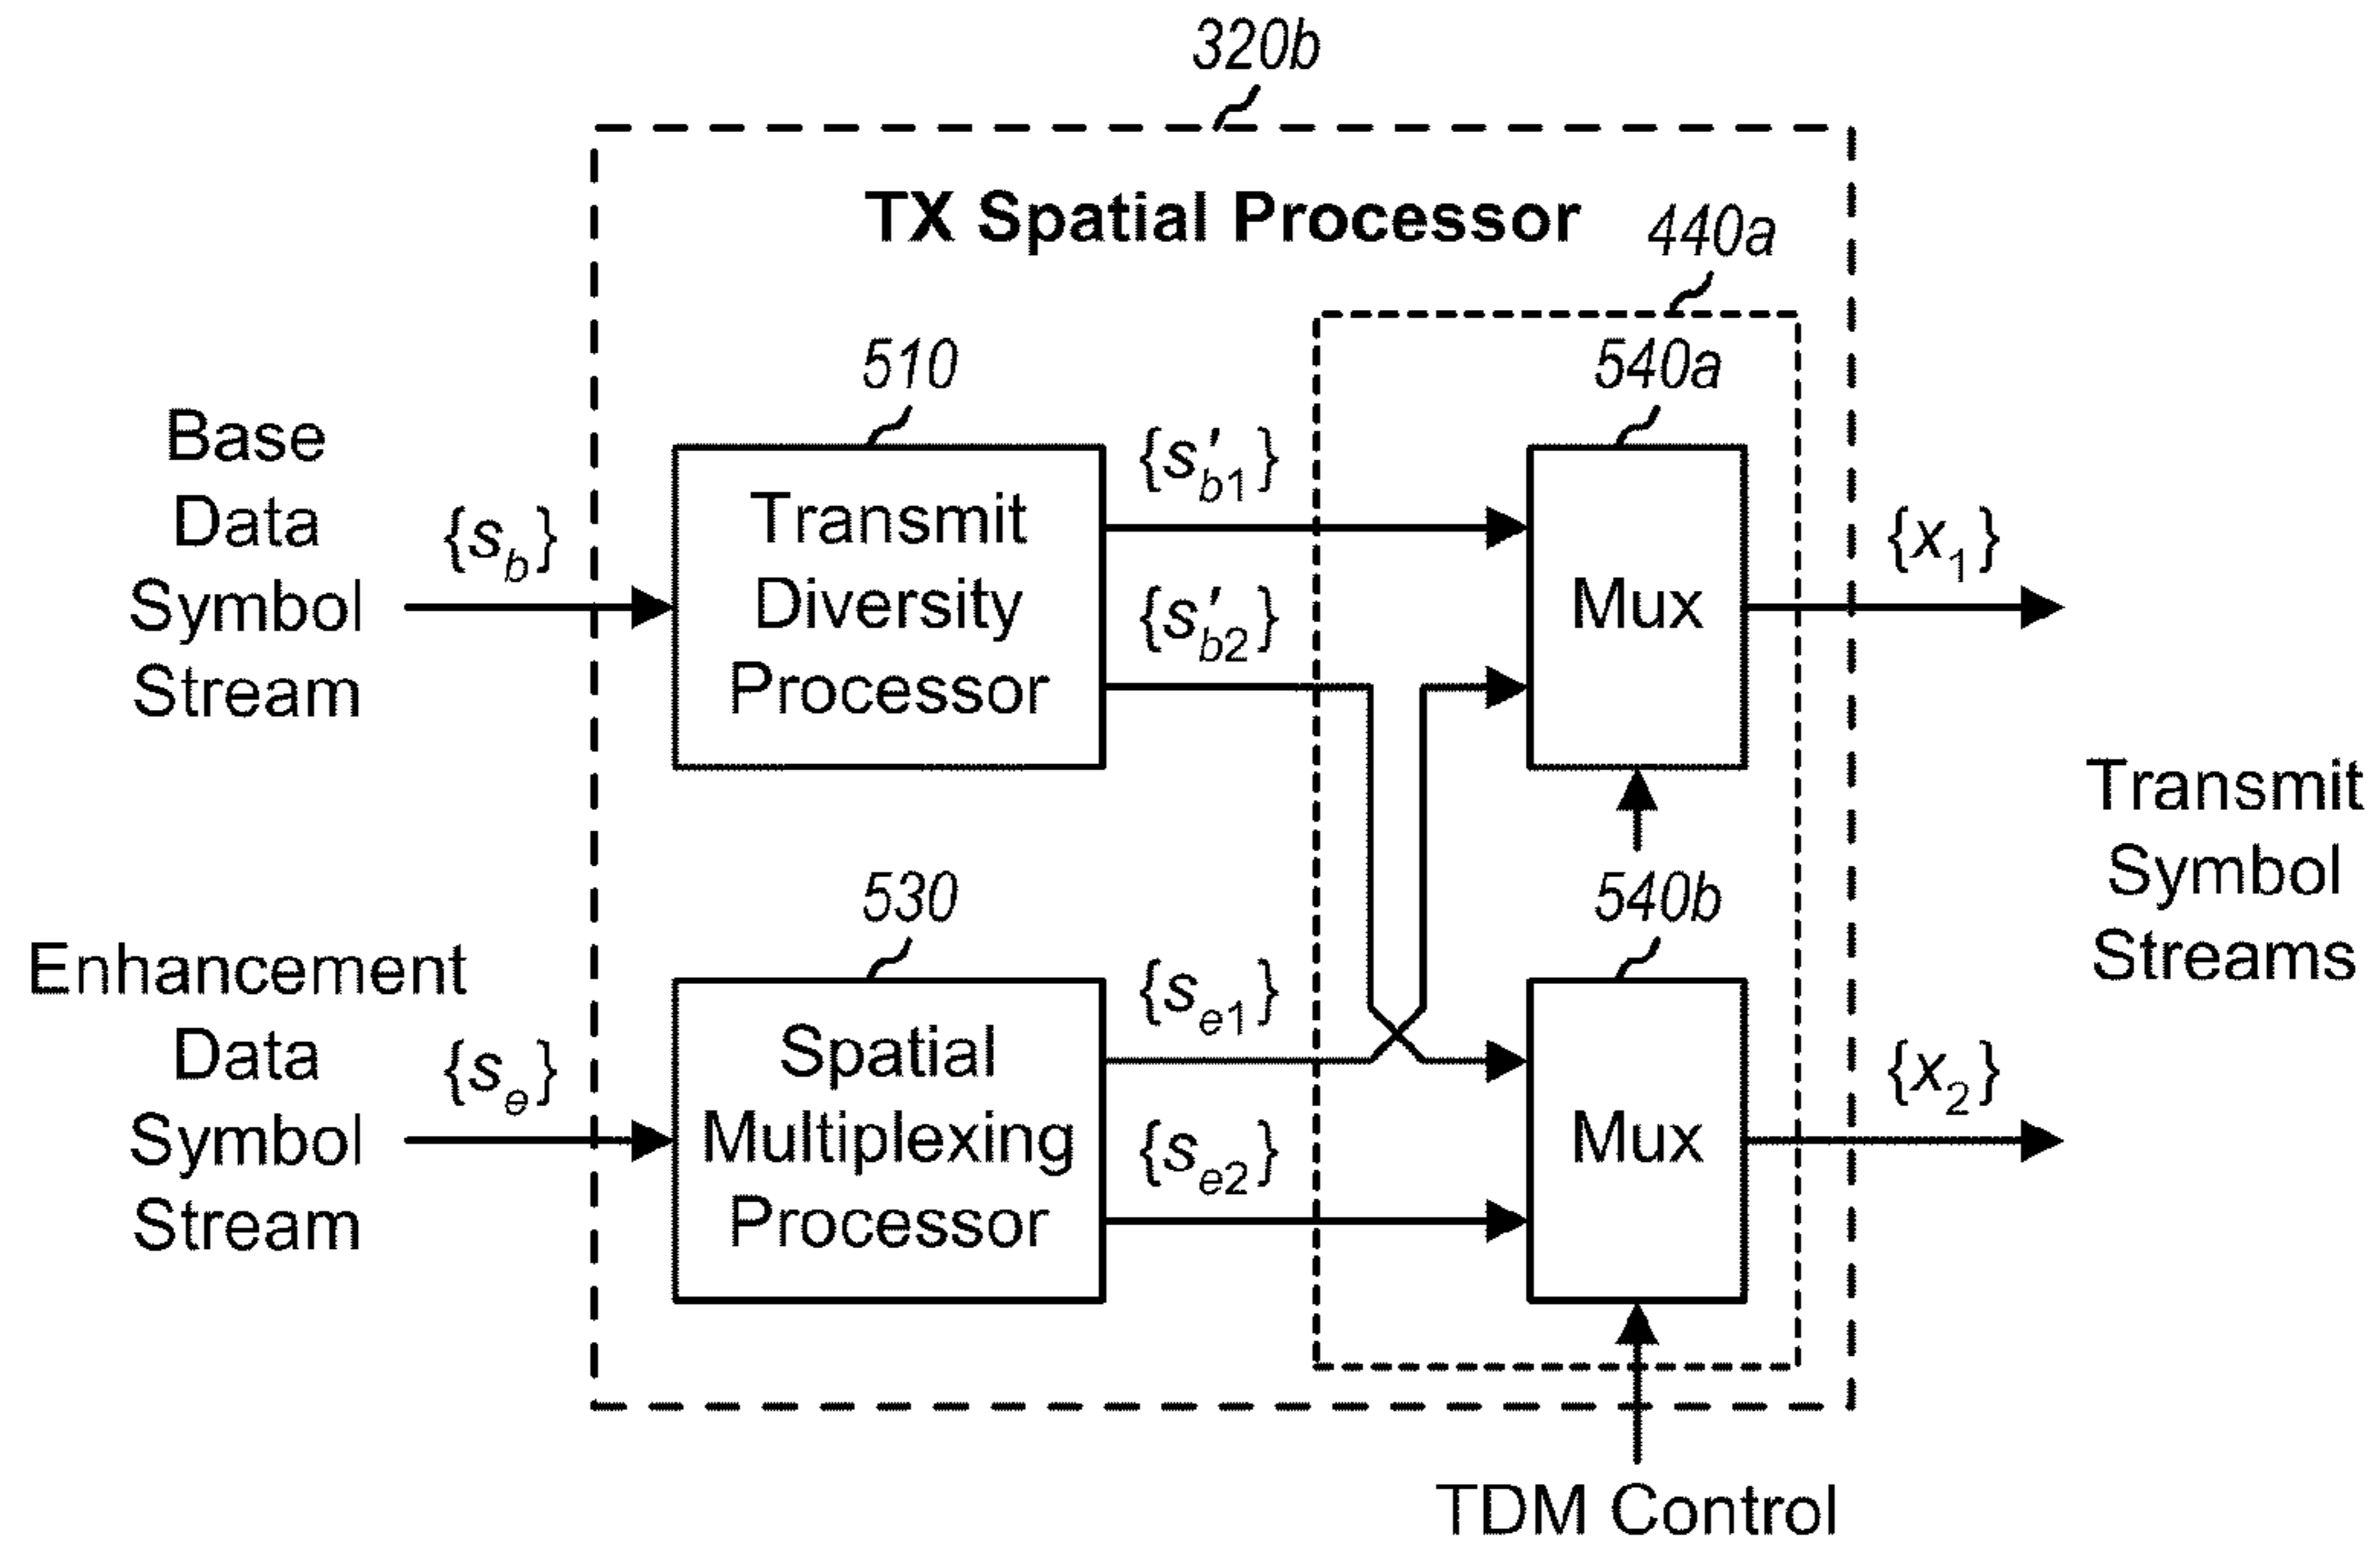 320b
TX Spatial Processor
440a
510
540a
Base
Data
Symbol
Stream
{s_b}
Transmit
Diversity
Processor
{s'_b1}
{s'_b2}
Mux
{x_1}
Transmit
Symbol
Streams
530
540b
Enhancement
Data
Symbol
Stream
{s_e}
Spatial
Multiplexing
Processor
{s_e1}
{s_e2}
Mux
{x_2}
TDM Control